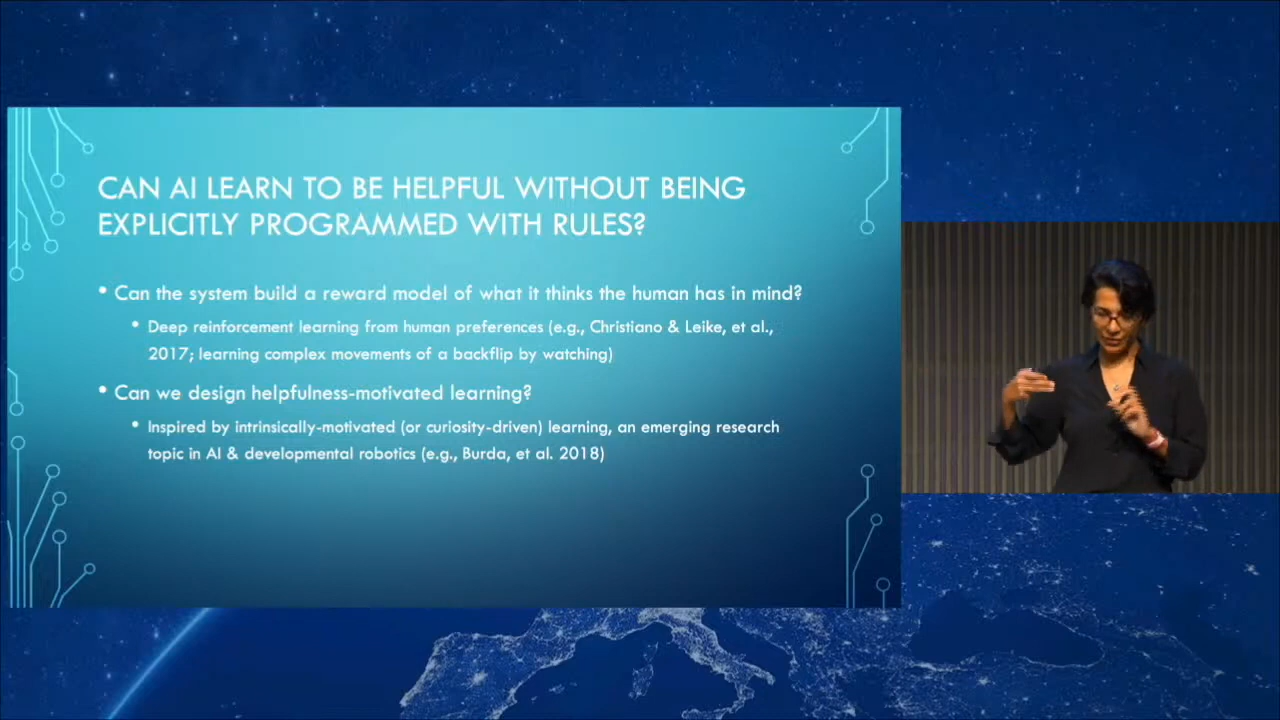 CAN AI LEARN TO BE HELPFUL WITHOUT BEING
EXPLICITLY PROGRAMMED WITH RULES?
• Can the system build a reward model of what it thinks the human has in mind?
• Deep reinforcement learning from human preferences (e.g., Christiano & Leike, et al.,
2017; learning complex movements of a backflip by watching)
• Can we design helpfulness-motivated learning?
• Inspired by intrinsically-motivated (or curiosity-driven) learning, an emerging research
topic in AI & developmental robotics (e.g., Burda, et al. 2018)